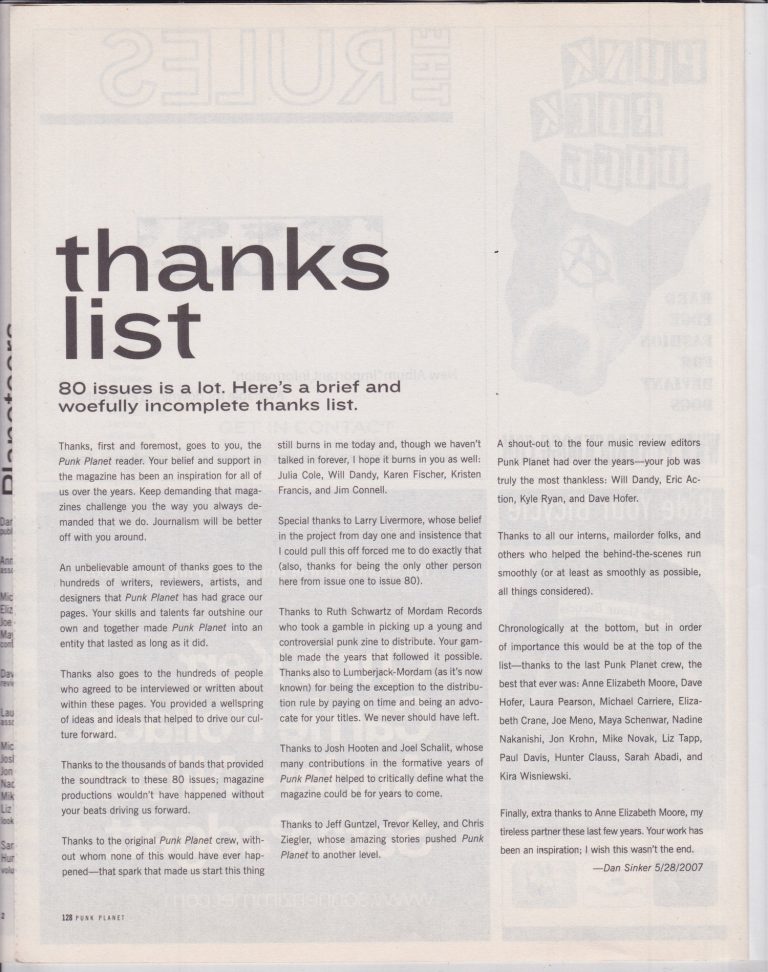 thanks
list
80 issues is a lot. Here's a brief and
woefully incomplete thanks list.
Thanks, first and foremost, goes to you, the
Punk Planet reader. Your belief and support in
the magazine has been an inspiration for all of
us over the years. Keep demanding that maga-
zines challenge you the way you always de-
manded that we do. Journalism will be better
off with you around.
An unbelievable amount of thanks goes to the
hundreds of writers, reviewers, artists, and
designers that Punk Planet has had grace our
pages. Your skills and talents far outshine our
own and together made Punk Planet into an
entity that lasted as long as it did.
Thanks also goes to the hundreds of people
who agreed to be interviewed or written about
within these pages. You provided a wellspring
of ideas and ideals that helped to drive our cul-
ture forward.
Thanks to the thousands of bands that provided
the soundtrack to these 80 issues; magazine
productions wouldn't have happened without
your beats driving us forward.
Thanks to the original Punk Planet crew, with-
out whom none of this would have ever hap-
pened—that spark that made us start this thing
still burns in me today and, though we haven't
talked in forever, I hope it burns in you as well:
Julia Cole, Will Dandy, Karen Fischer, Kristen
Francis, and Jim Connell.
Special thanks to Larry Livermore, whose belief
in the project from day one and insistence that
I could pull this off forced me to do exactly that
(also, thanks for being the only other person
here from issue one to issue 80).
Thanks to Ruth Schwartz of Mordam Records
who took a gamble in picking up a young and
controversial punk zine to distribute. Your gam-
ble made the years that followed it possible.
Thanks also to Lumberjack-Mordam (as it's now
known) for being the exception to the distribu-
tion rule by paying on time and being an advo-
cate for your titles. We never should have left.
Thanks to Josh Hooten and Joel Schalit, whose
many contributions in the formative years of
Punk Planet helped to critically define what the
magazine could be for years to come.
Thanks to Jeff Guntzel, Trevor Kelley, and Chris
Ziegler, whose amazing stories pushed Punk
Planet to another level.
A shout-out to the four music review editors
Punk Planet had over the years—your job was
truly the most thankless: Will Dandy, Eric Ac-
tion, Kyle Ryan, and Dave Hofer.
Thanks to all our interns, mailorder folks, and
others who helped the behind-the-scenes run
smoothly (or at least as smoothly as possible,
all things considered).
Chronologically at the bottom, but in order
of importance this would be at the top of the
list—thanks to the last Punk Planet crew, the
best that ever was: Anne Elizabeth Moore, Dave
Hofer, Laura Pearson, Michael Carriere, Eliza-
beth Crane, Joe Meno, Maya Schenwar, Nadine
Nakanishi, Jon Krohn, Mike Novak, Liz Tapp,
Paul Davis, Hunter Clauss, Sarah Abadi, and
Kira Wisniewski.
Finally, extra thanks to Anne Elizabeth Moore, my
tireless partner these last few years. Your work has
been an inspiration; I wish this wasn't the end.
—Dan Sinker 5/28/2007
128 PUNK PLANET